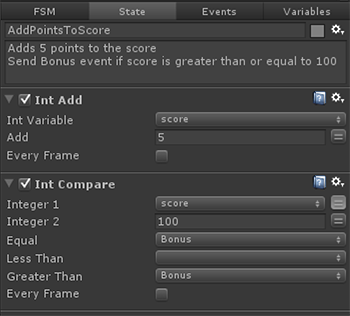 FSM State Events Variables
AddPointsToScore
Adds 5 points to the score
Send Bonus event if score is greater than or equal to 100
Int Add
Int Variable score
Add 5
Every Frame
Int Compare
Integer 1 score
Integer 2 100
Equal Bonus
Less Than
Greater Than Bonus
Every Frame